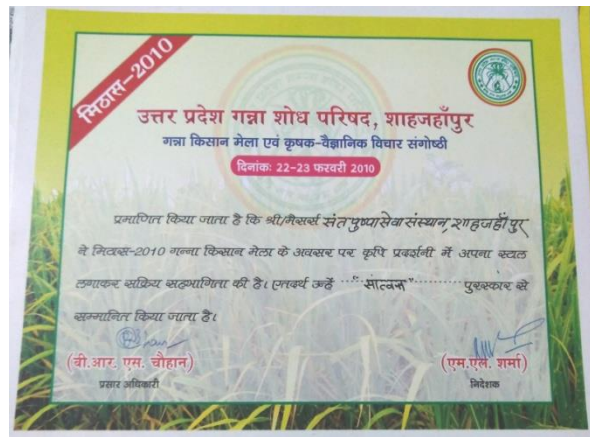 मिठास-2010
उत्तर प्रदेश गन्ना शोध परिषद, शाहजहाँपुर
गन्ना किसान मेला एवं कृषक-वैज्ञानिक विचार संगोष्ठी
दिनांक: 22-23 फरवरी 2010
प्रमाणित किया जाता है कि श्री/मैसर्स संत पुष्पा सेवा संस्थान, शाहजहाँपुर
ने मिठास-2010 गन्ना किसान मेला के अवसर पर कृषि प्रदर्शनी में अपना स्टाल
लगाकर सक्रिय सहभागिता की है। एतदर्थ उन्हें "सांत्वना" पुरस्कार से
सम्मानित किया जाता है।
(वी.आर. एस. चौहान)
प्रसार अधिकारी
(एम.एल. शर्मा)
निदेशक